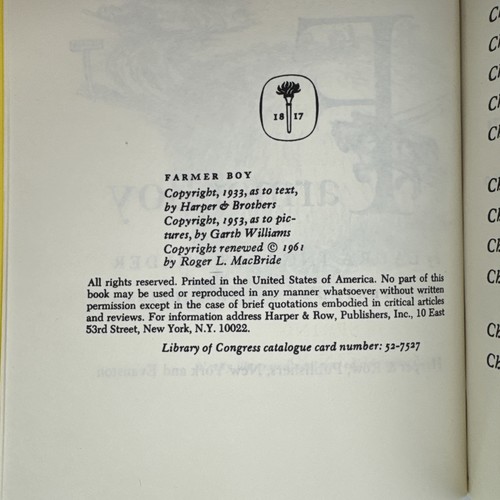 18 17
FARMER BOY
Copyright, 1933, as to text,
by Harper & Brothers
Copyright, 1953, as to pic-
tures, by Garth Williams
Copyright renewed © 1961
by Roger L. MacBride
All rights reserved. Printed in the United States of America. No part of this
book may be used or reproduced in any manner whatsoever without written
permission except in the case of brief quotations embodied in critical articles
and reviews. For information address Harper & Row, Publishers, Inc., 10 East
53rd Street, New York, N.Y. 10022.
Library of Congress catalogue card number: 52-7527